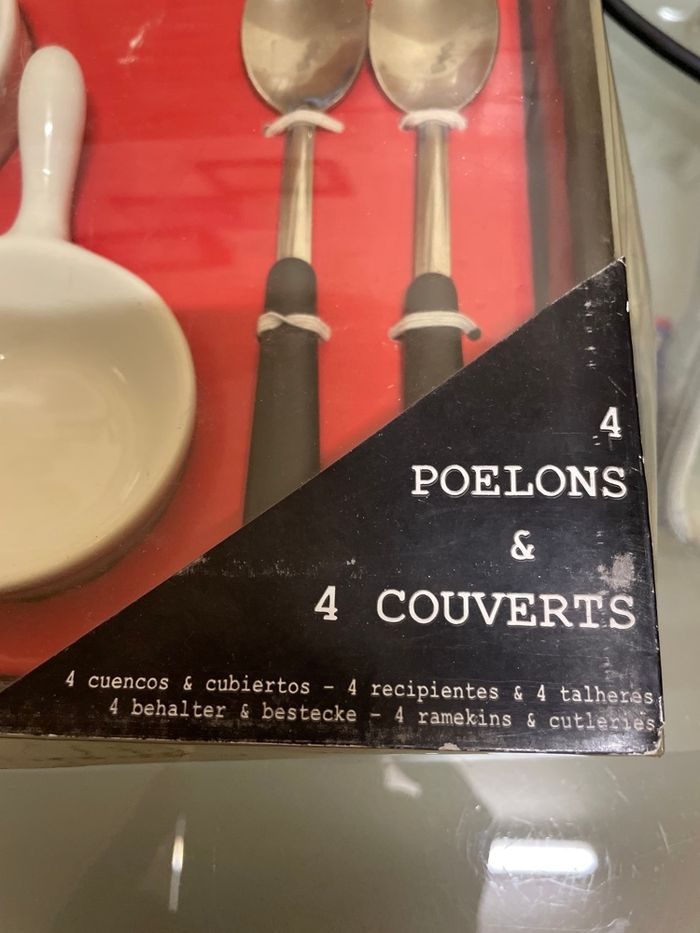 4
POELONS
&
4 COUVERTS
4 cuencos & cubiertos - 4 recipientes & 4 talheres
4 behalter & bestecke - 4 ramekins & cutleries